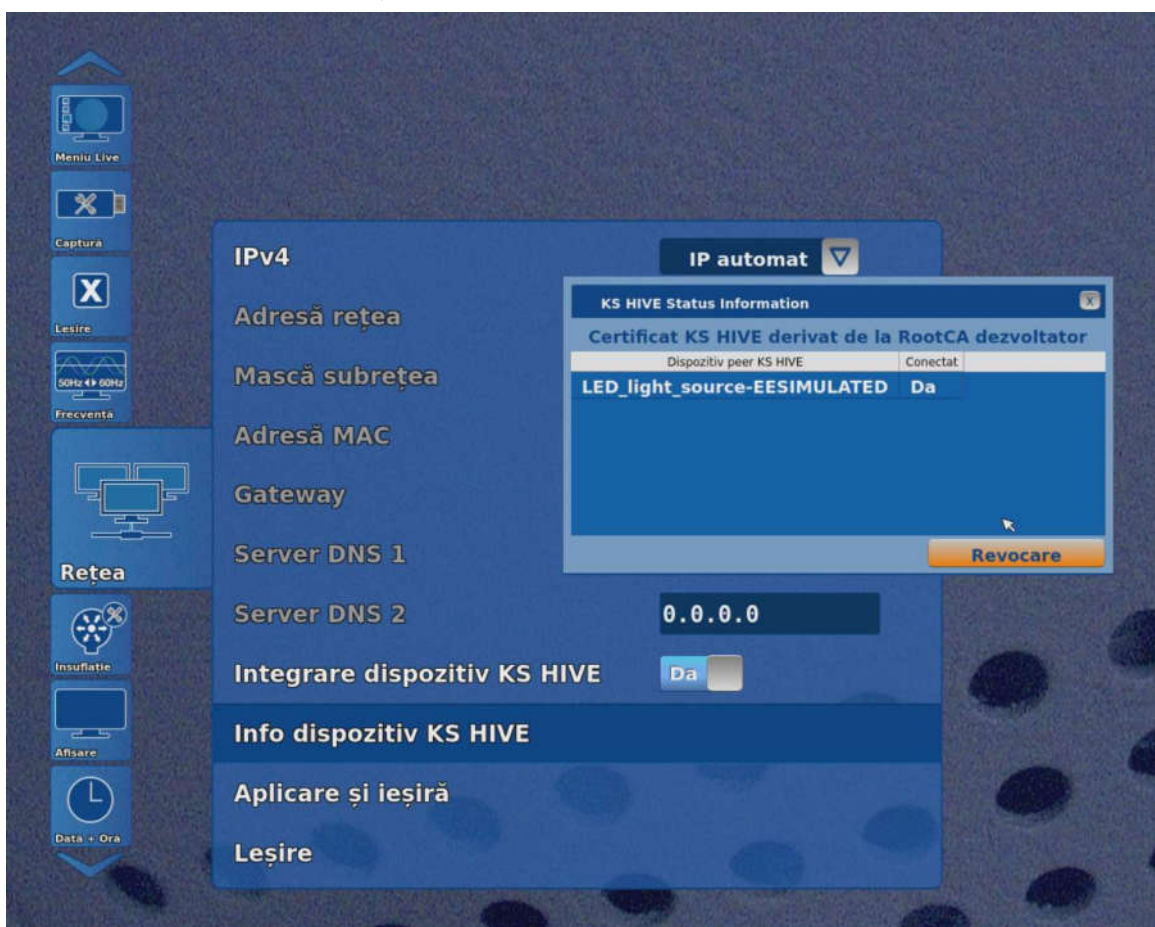 Meniu Live
Captură
Lesire
50Hz 60Hz
Frecventa
Rețea
Insuflatie
Afisare
Dată + Oră
IPv4
IP automat
Adresă rețea
Mască subrețea
Adresă MAC
Gateway
Server DNS 1
Server DNS 2
0.0.0.0
Integrare dispozitiv KS HIVE
Da
Info dispozitiv KS HIVE
Aplicare și ieșiră
Leșire
KS HIVE Status Information
X
Certificat KS HIVE derivat de la RootCA dezvoltator
Dispozitiv peer KS HIVE Conectat
LED_light_source-EESIMULATED Da
Revocare